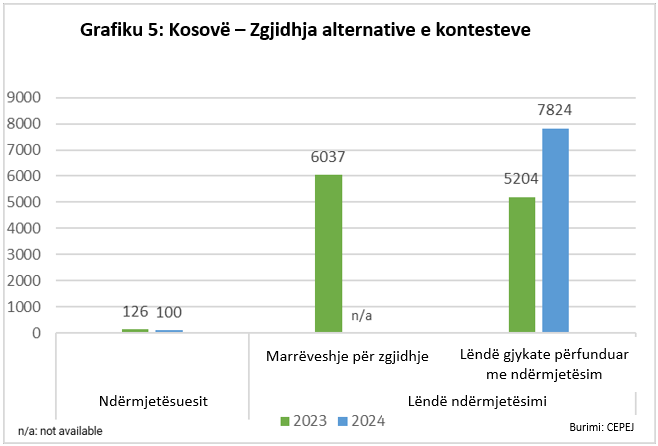 Grafiku 5: Kosovë – Zgjidhja alternative e kontesteve
9000
8000
7000
6000
5000
4000
3000
2000
1000
0
126
100
6037
n/a
5204
7824
Marrëveshje për zgjidhje
Lëndë gjykate përfunduar
me ndërmjetësim
Ndërmjetësuesit
Lëndë ndërmjetësimi
2023 2024
n/a: not available
Burimi: CEPEJ